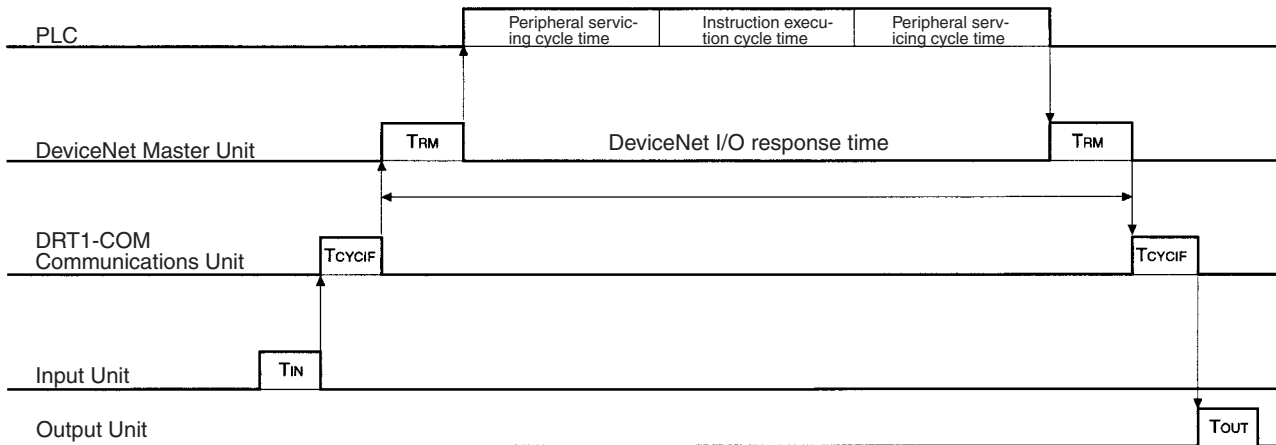 PLC
Peripheral servic-
ing cycle time
Instruction execu-
tion cycle time
Peripheral serv-
icing cycle time
DeviceNet Master Unit
TRM
DeviceNet I/O response time
TRM
DRT1-COM
Communications Unit
TCYCIF
TCYCIF
Input Unit
TIN
Output Unit
TOUT